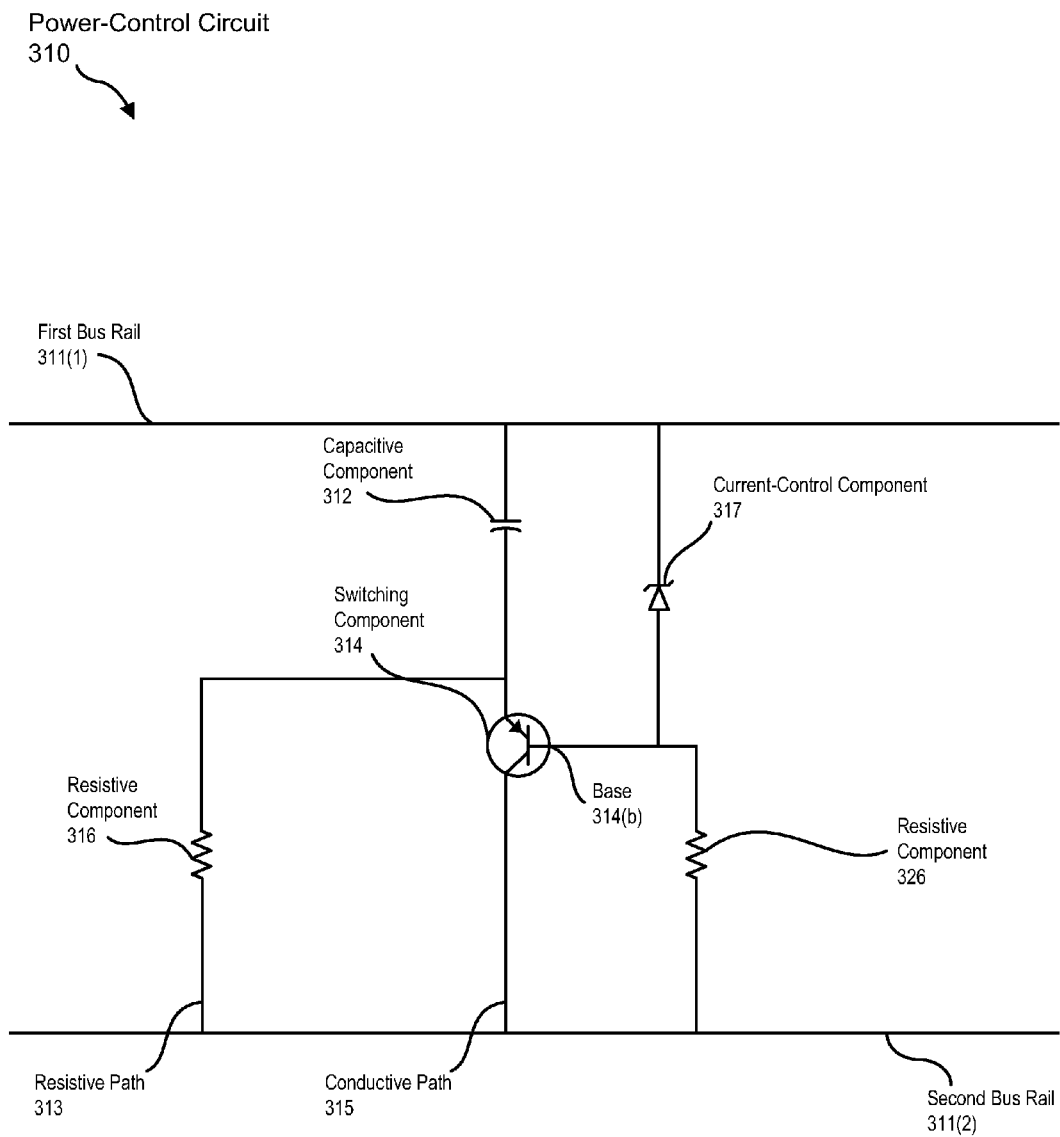 Power-Control Circuit
310
First Bus Rail
311(1)
Capacitive
Component
312
Current-Control Component
317
Switching
Component
314
Resistive
Component
316
Base
314(b)
Resistive
Component
326
Resistive Path
313
Conductive Path
315
Second Bus Rail
311(2)